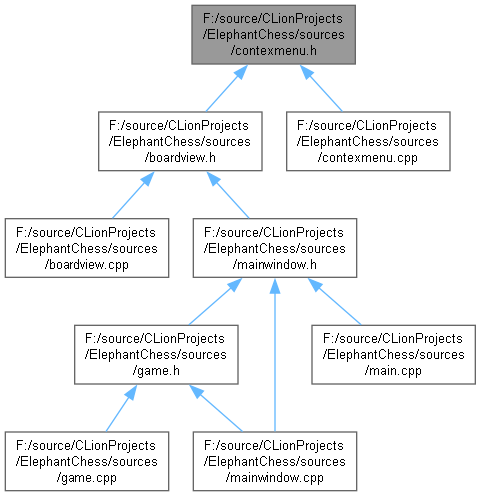 F:/source/CLionProjects
/ElephantChess/sources
/contexmenu.h
F:/source/CLionProjects
/ElephantChess/sources
/boardview.h
F:/source/CLionProjects
/ElephantChess/sources
/contexmenu.cpp
F:/source/CLionProjects
/ElephantChess/sources
/boardview.cpp
F:/source/CLionProjects
/ElephantChess/sources
/mainwindow.h
F:/source/CLionProjects
/ElephantChess/sources
/game.h
F:/source/CLionProjects
/ElephantChess/sources
/main.cpp
F:/source/CLionProjects
/ElephantChess/sources
/game.cpp
F:/source/CLionProjects
/ElephantChess/sources
/mainwindow.cpp